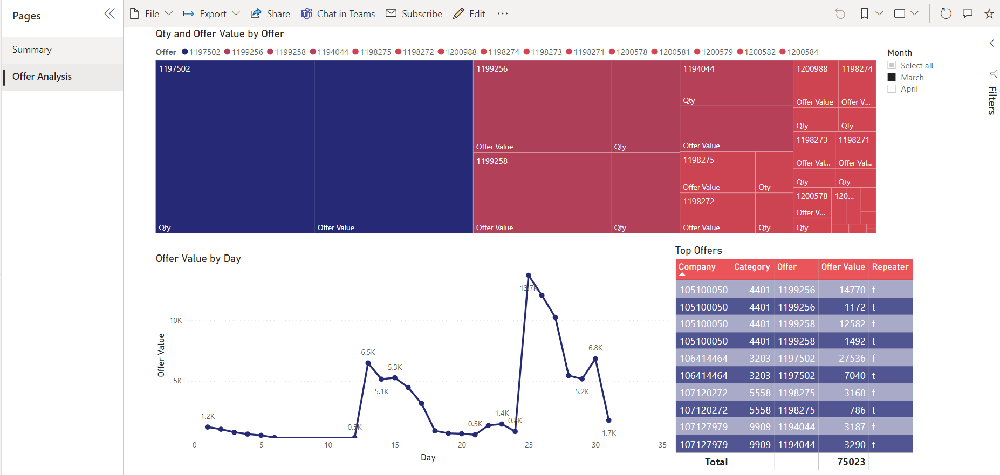 Pages
File Export Share Chat in Teams Subscribe Edit
Summary
Offer Analysis
Qty and Offer Value by Offer
Offer 1197502 1199256 1199258 1194044 1198275 1198272 1200988 1198274 1198273 1198271 1200578 1200581 1200579 1200582 1200584
1197502
Qty
Offer Value
1199256
Offer Value
Qty
1199258
Offer Value
Qty
1194044
Qty
Offer Value
1198275
Offer Value
Qty
1198272
Offer Value
Qty
1200988
Offer Value
Qty
1198274
Offer V...
Qty
1198273
Offer Val...
Qty
1198271
Offer Val...
Qty
1200578
Offer V...
Qty
120...
Month
Select all
March
April
Filters
Offer Value by Day
Offer Value
10K
5K
1.2K
0.3K
6.5K
5.1K
5.3K
0.5K
1.4K
0.8K
13.7K
5.2K
6.8K
1.7K
0 5 10 15 20 25 30 35
Day
Top Offers
Company Category Offer Offer Value Repeater
105100050 4401 1199256 14770 f
105100050 4401 1199256 1172 t
105100050 4401 1199258 12582 f
105100050 4401 1199258 1492 t
106414464 3203 1197502 27536 f
106414464 3203 1197502 7040 t
107120272 5558 1198275 3168 f
107120272 5558 1198275 786 t
107127979 9909 1194044 3187 f
107127979 9909 1194044 3290 t
Total 75023